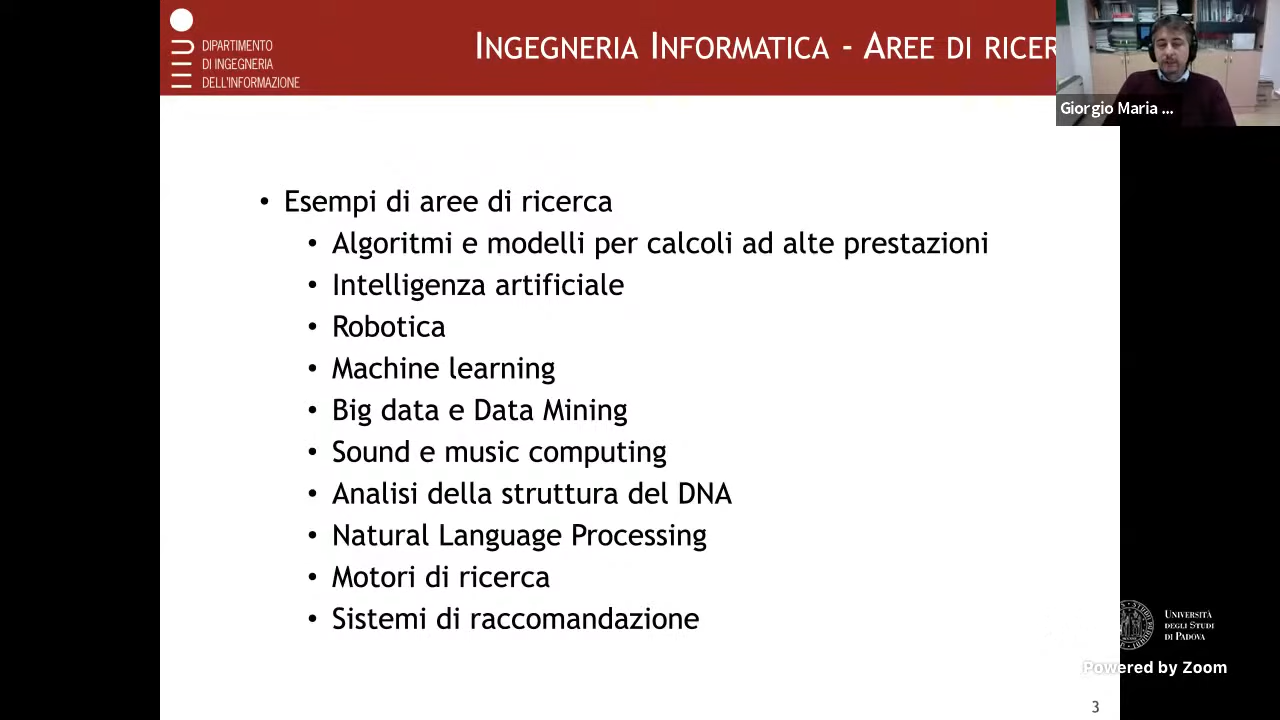 DIPARTIMENTO
DI INGEGNERIA
DELL'INFORMAZIONE
INGEGNERIA INFORMATICA - AREE DI RICER
Giorgio Maria ...
• Esempi di aree di ricerca
• Algoritmi e modelli per calcoli ad alte prestazioni
• Intelligenza artificiale
• Robotica
• Machine learning
• Big data e Data Mining
• Sound e music computing
• Analisi della struttura del DNA
• Natural Language Processing
• Motori di ricerca
• Sistemi di raccomandazione
UNIVERSITÀ
DEGLI STUDI
DI PADOVA
Powered by Zoom
3